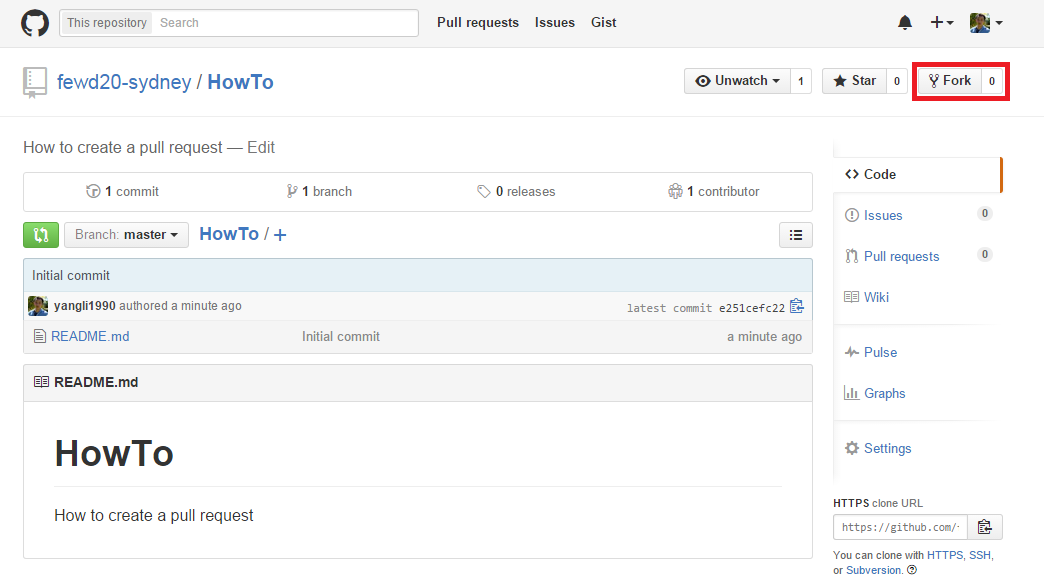 This repository Search Pull requests Issues Gist
fewd20-sydney / HowTo Unwatch 1 Star 0 Fork 0
How to create a pull request — Edit
1 commit 1 branch 0 releases 1 contributor
Branch: master HowTo / +
Initial commit
yangli1990 authored a minute ago latest commit e251cefc22
README.md Initial commit a minute ago
README.md
HowTo
How to create a pull request
Code
Issues 0
Pull requests 0
Wiki
Pulse
Graphs
Settings
HTTPS clone URL
https://github.com/
You can clone with HTTPS, SSH,
or Subversion.